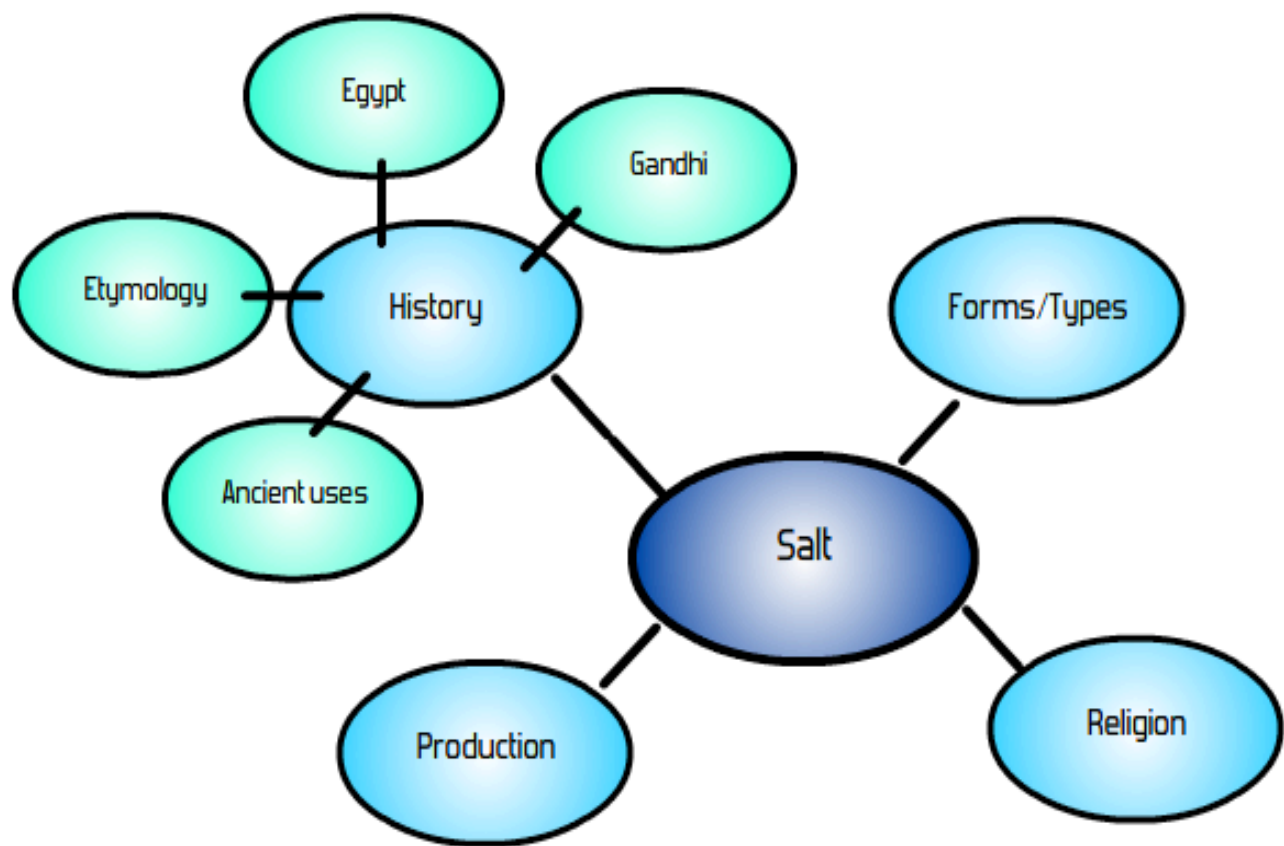 Egypt
Gandhi
Etymology
History
Forms/Types
Ancient uses
Salt
Production
Religion